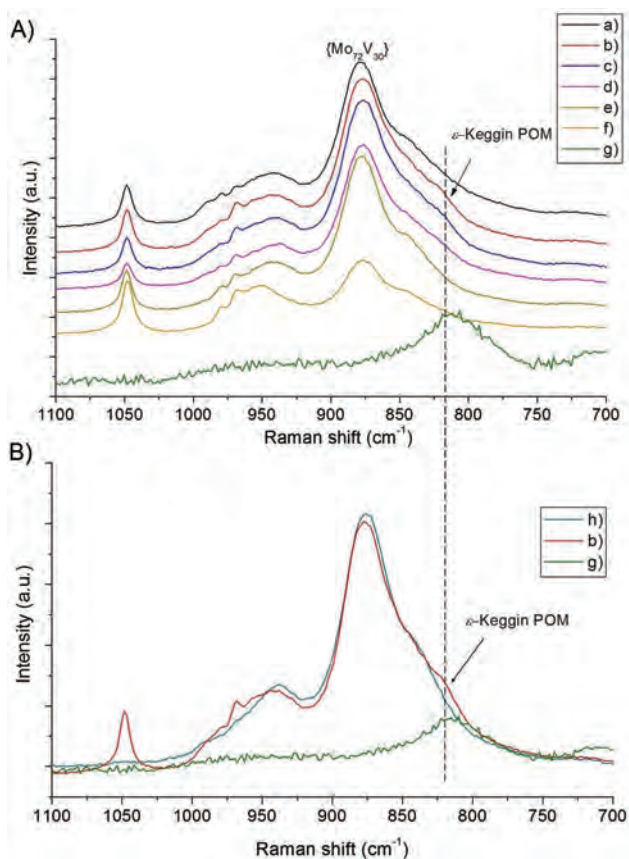 A)
{Mo₇₂V₃₀}
a)
b)
c)
d)
e)
f)
g)
ε-Keggin POM
Intensity (a.u.)
1100 1050 1000 950 900 850 800 750 700
Raman shift (cm⁻¹)
B)
h)
b)
g)
ε-Keggin POM
Intensity (a.u.)
1100 1050 1000 950 900 850 800 750 700
Raman shift (cm⁻¹)